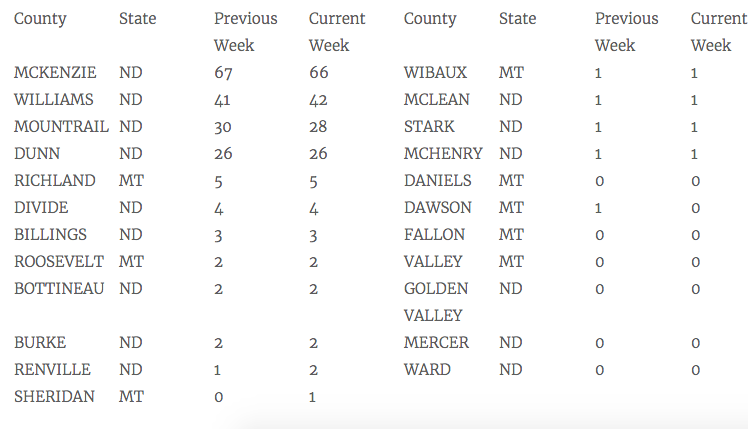 County State Previous Current County State Previous Current
Week Week Week Week
MCKENZIE ND 67 66 WIBAUX MT 1 1
WILLIAMS ND 41 42 MCLEAN ND 1 1
MOUNTRAIL ND 30 28 STARK ND 1 1
DUNN ND 26 26 MCHENRY ND 1 1
RICHLAND MT 5 5 DANIELS MT 0 0
DIVIDE ND 4 4 DAWSON MT 1 0
BILLINGS ND 3 3 FALLON MT 0 0
ROOSEVELT MT 2 2 VALLEY MT 0 0
BOTTINEAU ND 2 2 GOLDEN ND 0 0
VALLEY
BURKE ND 2 2 MERCER ND 0 0
RENVILLE ND 1 2 WARD ND 0 0
SHERIDAN MT 0 1